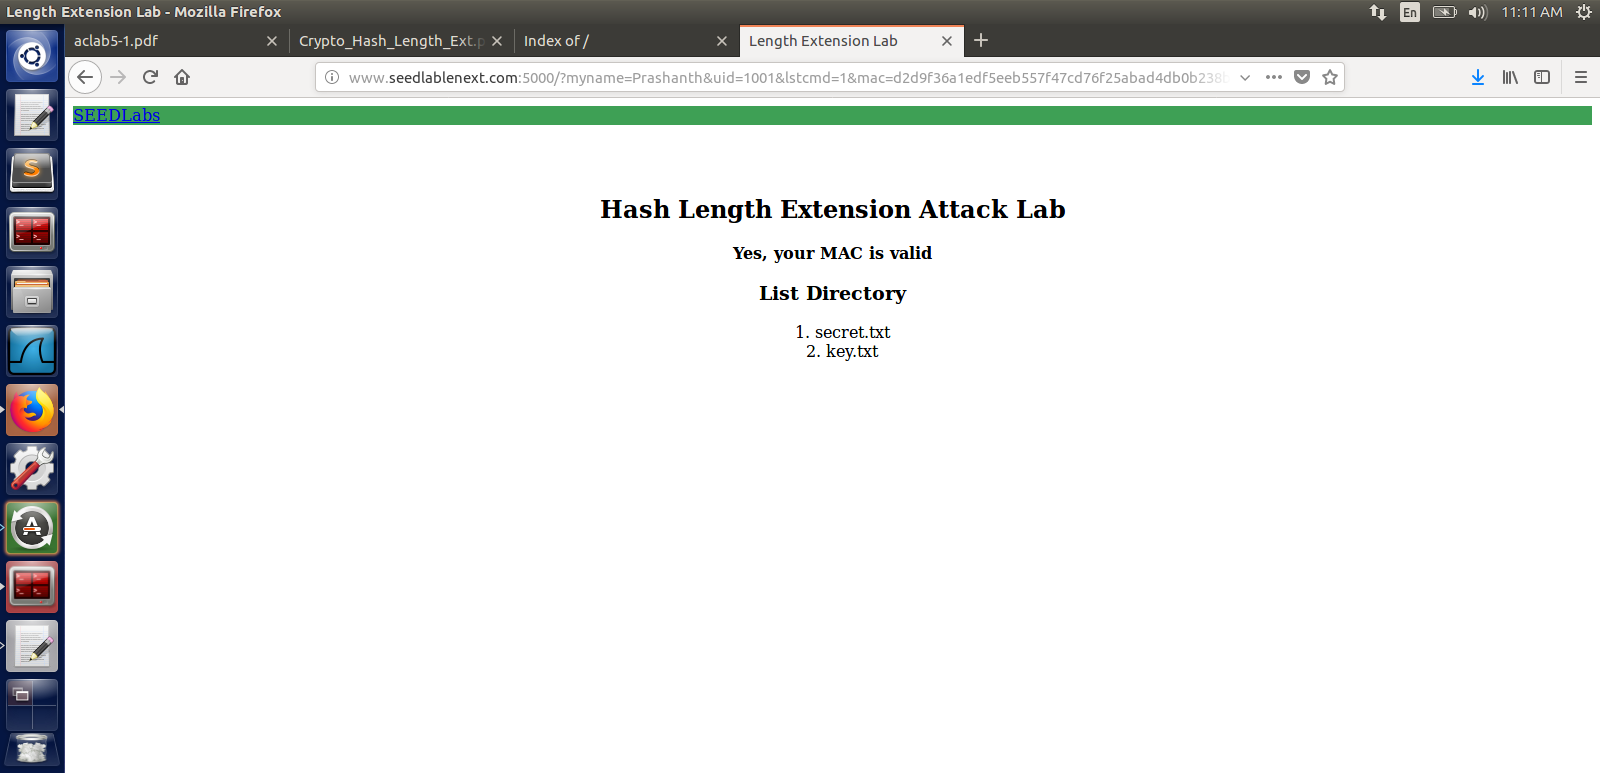 Length Extension Lab - Mozilla Firefox
En
11:11 AM
aclab5-1.pdf
Crypto_Hash_Length_Ext.p
Index of /
Length Extension Lab
www.seedlablenext.com:5000/?myname=Prashanth&uid=1001&lstcmd=1&mac=d2d9f36a1edf5eeb557f47cd76f25abad4db0b238b
SEEDLabs
Hash Length Extension Attack Lab
Yes, your MAC is valid
List Directory
1. secret.txt
2. key.txt